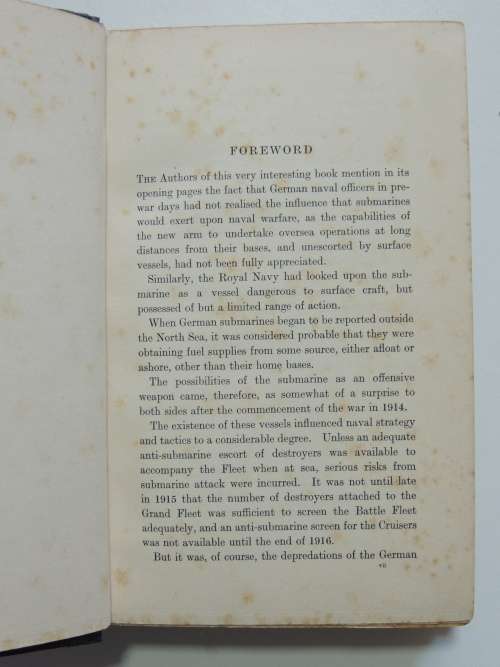 FOREWORD
THE Authors of this very interesting book mention in its
opening pages the fact that German naval officers in pre-
war days had not realised the influence that submarines
would exert upon naval warfare, as the capabilities of
the new arm to undertake oversea operations at long
distances from their bases, and unescorted by surface
vessels, had not been fully appreciated.
Similarly, the Royal Navy had looked upon the sub-
marine as a vessel dangerous to surface craft, but
possessed of but a limited range of action.
When German submarines began to be reported outside
the North Sea, it was considered probable that they were
obtaining fuel supplies from some source, either afloat or
ashore, other than their home bases.
The possibilities of the submarine as an offensive
weapon came, therefore, as somewhat of a surprise to
both sides after the commencement of the war in 1914.
The existence of these vessels influenced naval strategy
and tactics to a considerable degree. Unless an adequate
anti-submarine escort of destroyers was available to
accompany the Fleet when at sea, serious risks from
submarine attack were incurred. It was not until late
in 1915 that the number of destroyers attached to the
Grand Fleet was sufficient to screen the Battle Fleet
adequately, and an anti-submarine screen for the Cruisers
was not available until the end of 1916.
But it was, of course, the depredations of the German
vii